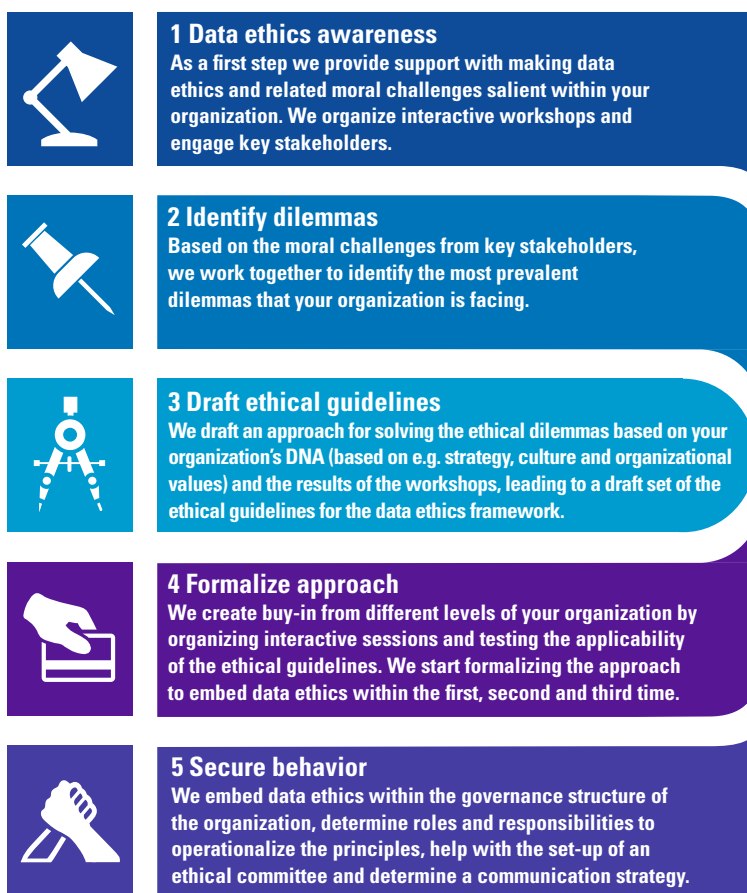 1 Data ethics awareness
As a first step we provide support with making data
ethics and related moral challenges salient within your
organization. We organize interactive workshops and
engage key stakeholders.
2 Identify dilemmas
Based on the moral challenges from key stakeholders,
we work together to identify the most prevalent
dilemmas that your organization is facing.
3 Draft ethical guidelines
We draft an approach for solving the ethical dilemmas based on your
organization's DNA (based on e.g. strategy, culture and organizational
values) and the results of the workshops, leading to a draft set of the
ethical guidelines for the data ethics framework.
4 Formalize approach
We create buy-in from different levels of your organization by
organizing interactive sessions and testing the applicability
of the ethical guidelines. We start formalizing the approach
to embed data ethics within the first, second and third time.
5 Secure behavior
We embed data ethics within the governance structure of
the organization, determine roles and responsibilities to
operationalize the principles, help with the set-up of an
ethical committee and determine a communication strategy.